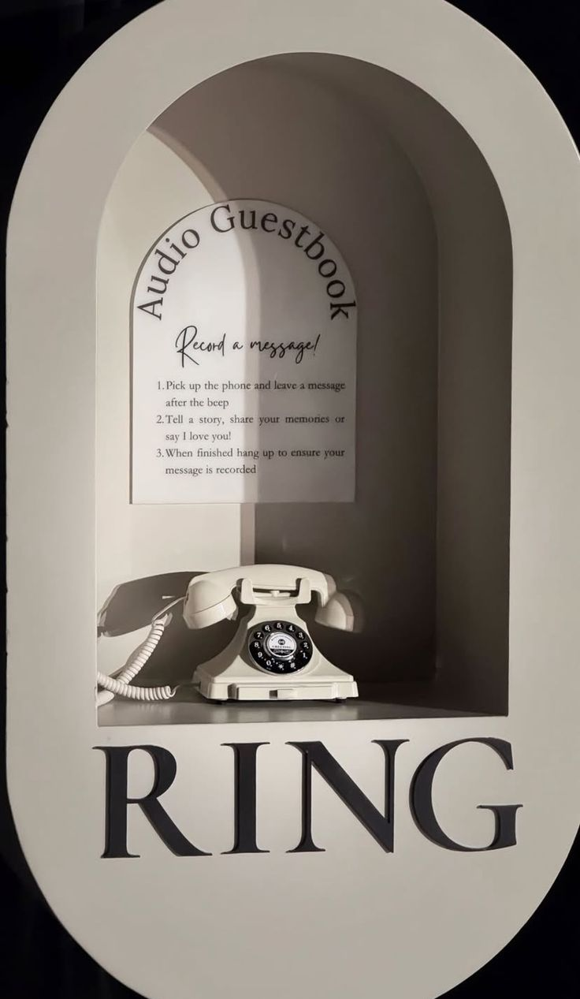 Audio Guestbook
Record a message!
1. Pick up the phone and leave a message
after the beep
2. Tell a story, share your memories or
say I love you!
3. When finished hang up to ensure your
message is recorded
RING